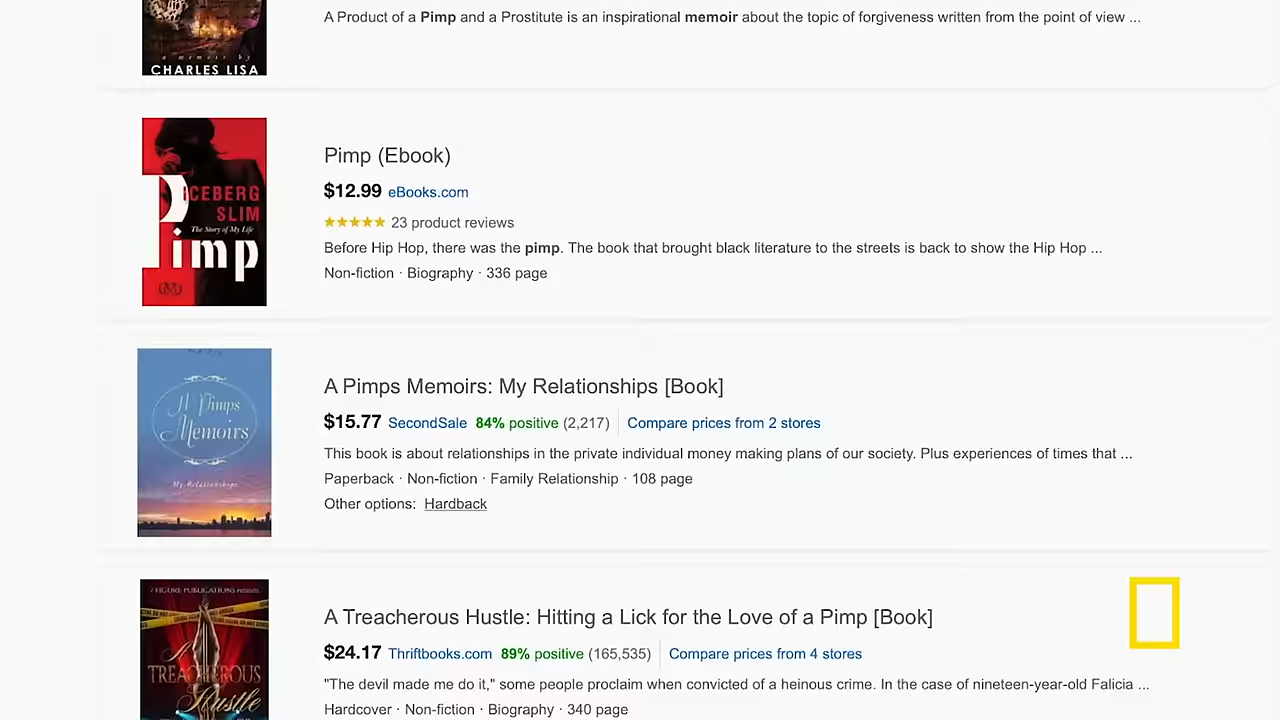 A Product of a Pimp and a Prostitute is an inspirational memoir about the topic of forgiveness written from the point of view ...
a memoir by
CHARLES LISA
Pimp (Ebook)
$12.99 eBooks.com
23 product reviews
Before Hip Hop, there was the pimp. The book that brought black literature to the streets is back to show the Hip Hop ...
Non-fiction · Biography · 336 page
ICEBERG
SLIM
The Story of My Life
Pimp
A Pimps Memoirs: My Relationships [Book]
$15.77 SecondSale 84% positive (2,217) Compare prices from 2 stores
This book is about relationships in the private individual money making plans of our society. Plus experiences of times that ...
Paperback · Non-fiction · Family Relationship · 108 page
Other options: Hardback
A Pimps
Memoirs
My Relationships
A Treacherous Hustle: Hitting a Lick for the Love of a Pimp [Book]
$24.17 Thriftbooks.com 89% positive (165,535) Compare prices from 4 stores
"The devil made me do it," some people proclaim when convicted of a heinous crime. In the case of nineteen-year-old Falicia ...
Hardcover · Non-fiction · Biography · 340 page
7 FIGURE PUBLICATIONS PRESENTS
A
TREACHEROUS
Hustle